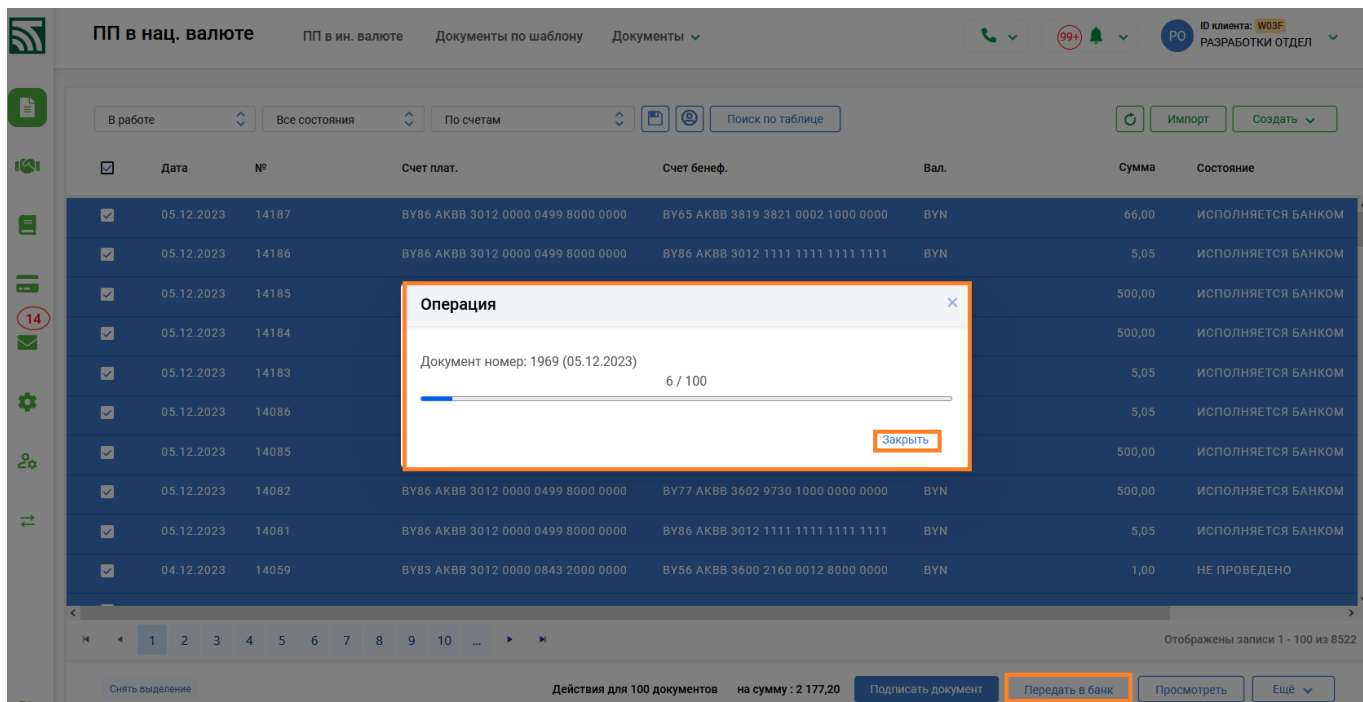 ПП в нац. валюте ПП в ин. валюте Документы по шаблону Документы 99+ РО ID клиента: W03F
РАЗРАБОТКИ ОТДЕЛ
В работе Все состояния По счетам Поиск по таблице Импорт Создать
Дата № Счет плат. Счет бенеф. Вал. Сумма Состояние
05.12.2023 14187 BY86 AKBB 3012 0000 0499 8000 0000 BY65 AKBB 3819 3821 0002 1000 0000 BYN 66,00 ИСПОЛНЯЕТСЯ БАНКОМ
05.12.2023 14186 BY86 AKBB 3012 0000 0499 8000 0000 BY86 AKBB 3012 1111 1111 1111 1111 BYN 5,05 ИСПОЛНЯЕТСЯ БАНКОМ
05.12.2023 14185 500,00 ИСПОЛНЯЕТСЯ БАНКОМ
14
05.12.2023 14184 500,00 ИСПОЛНЯЕТСЯ БАНКОМ
05.12.2023 14183 5,05 ИСПОЛНЯЕТСЯ БАНКОМ
05.12.2023 14086 5,05 ИСПОЛНЯЕТСЯ БАНКОМ
05.12.2023 14085 500,00 ИСПОЛНЯЕТСЯ БАНКОМ
Операция
Документ номер: 1969 (05.12.2023)
6 / 100
Закрыть
05.12.2023 14082 BY86 AKBB 3012 0000 0499 8000 0000 BY77 AKBB 3602 9730 1000 0000 0000 BYN 500,00 ИСПОЛНЯЕТСЯ БАНКОМ
05.12.2023 14081 BY86 AKBB 3012 0000 0499 8000 0000 BY86 AKBB 3012 1111 1111 1111 1111 BYN 5,05 ИСПОЛНЯЕТСЯ БАНКОМ
04.12.2023 14059 BY83 AKBB 3012 0000 0843 2000 0000 BY56 AKBB 3600 2160 0012 8000 0000 BYN 1,00 НЕ ПРОВЕДЕНО
1 2 3 4 5 6 7 8 9 10 ... Отображены записи 1 - 100 из 8522
Снять выделение Действия для 100 документов на сумму : 2 177,20 Подписать документ Передать в банк Просмотреть Ещё